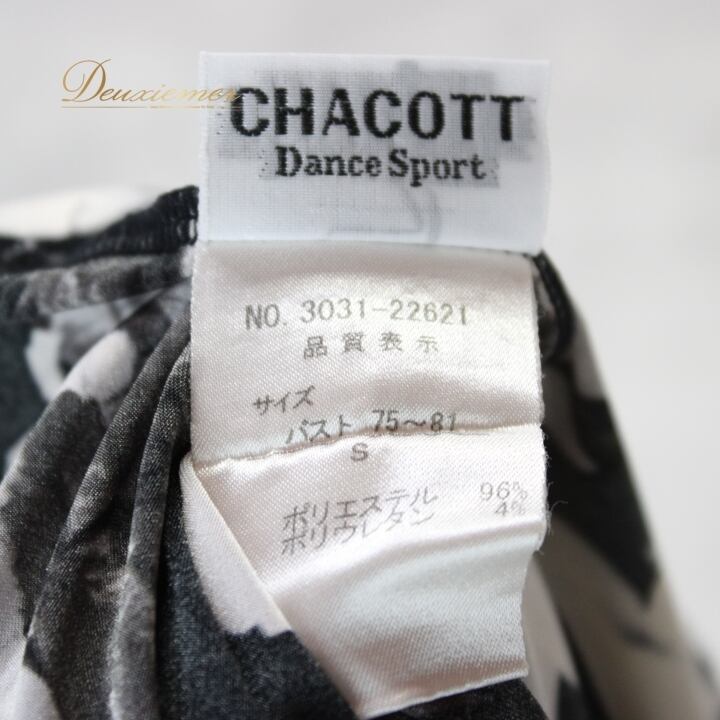 Deuxiemer
CHACOTT
Dance Sport
NO. 3031-22621
品質表示
サイズ
バスト 75～81
S
ポリエステル 96%
ポリウレタン 4%